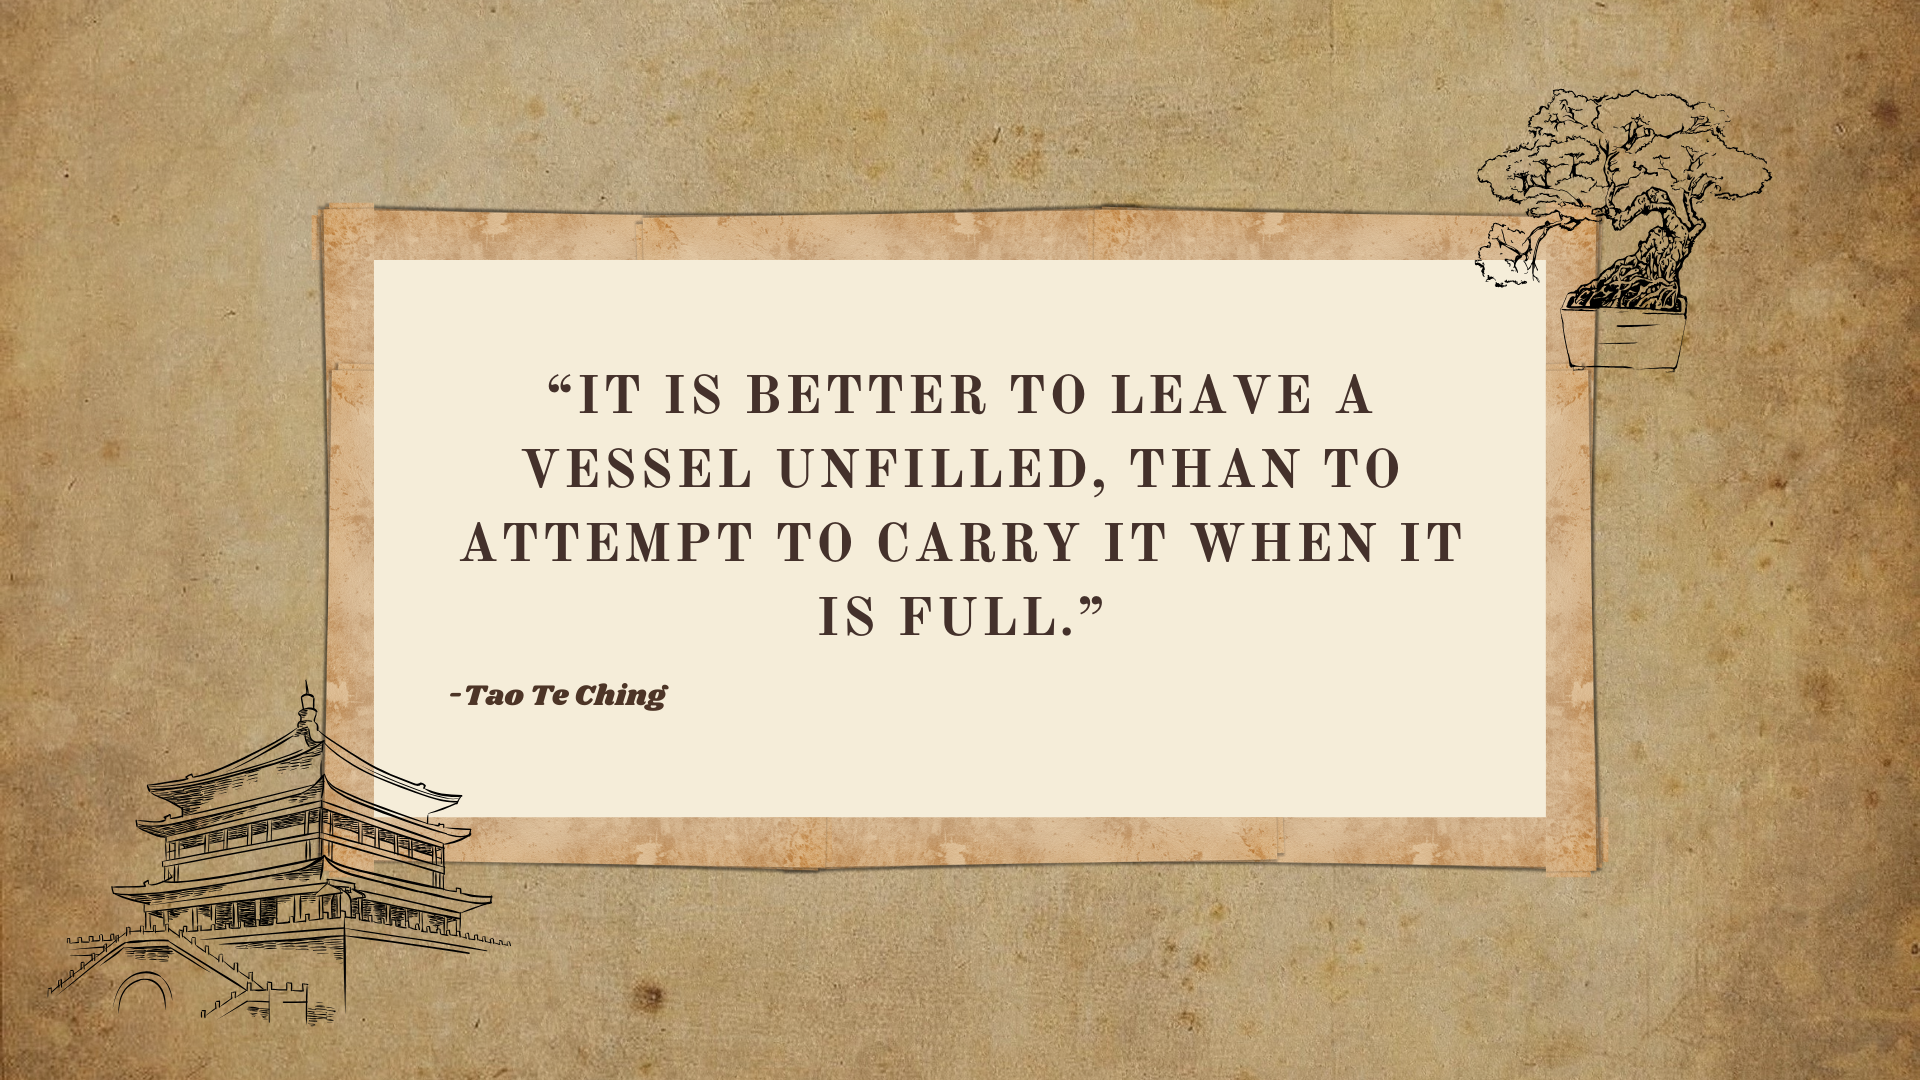 “IT IS BETTER TO LEAVE A
VESSEL UNFILLED, THAN TO
ATTEMPT TO CARRY IT WHEN IT
IS FULL.”
-Tao Te Ching